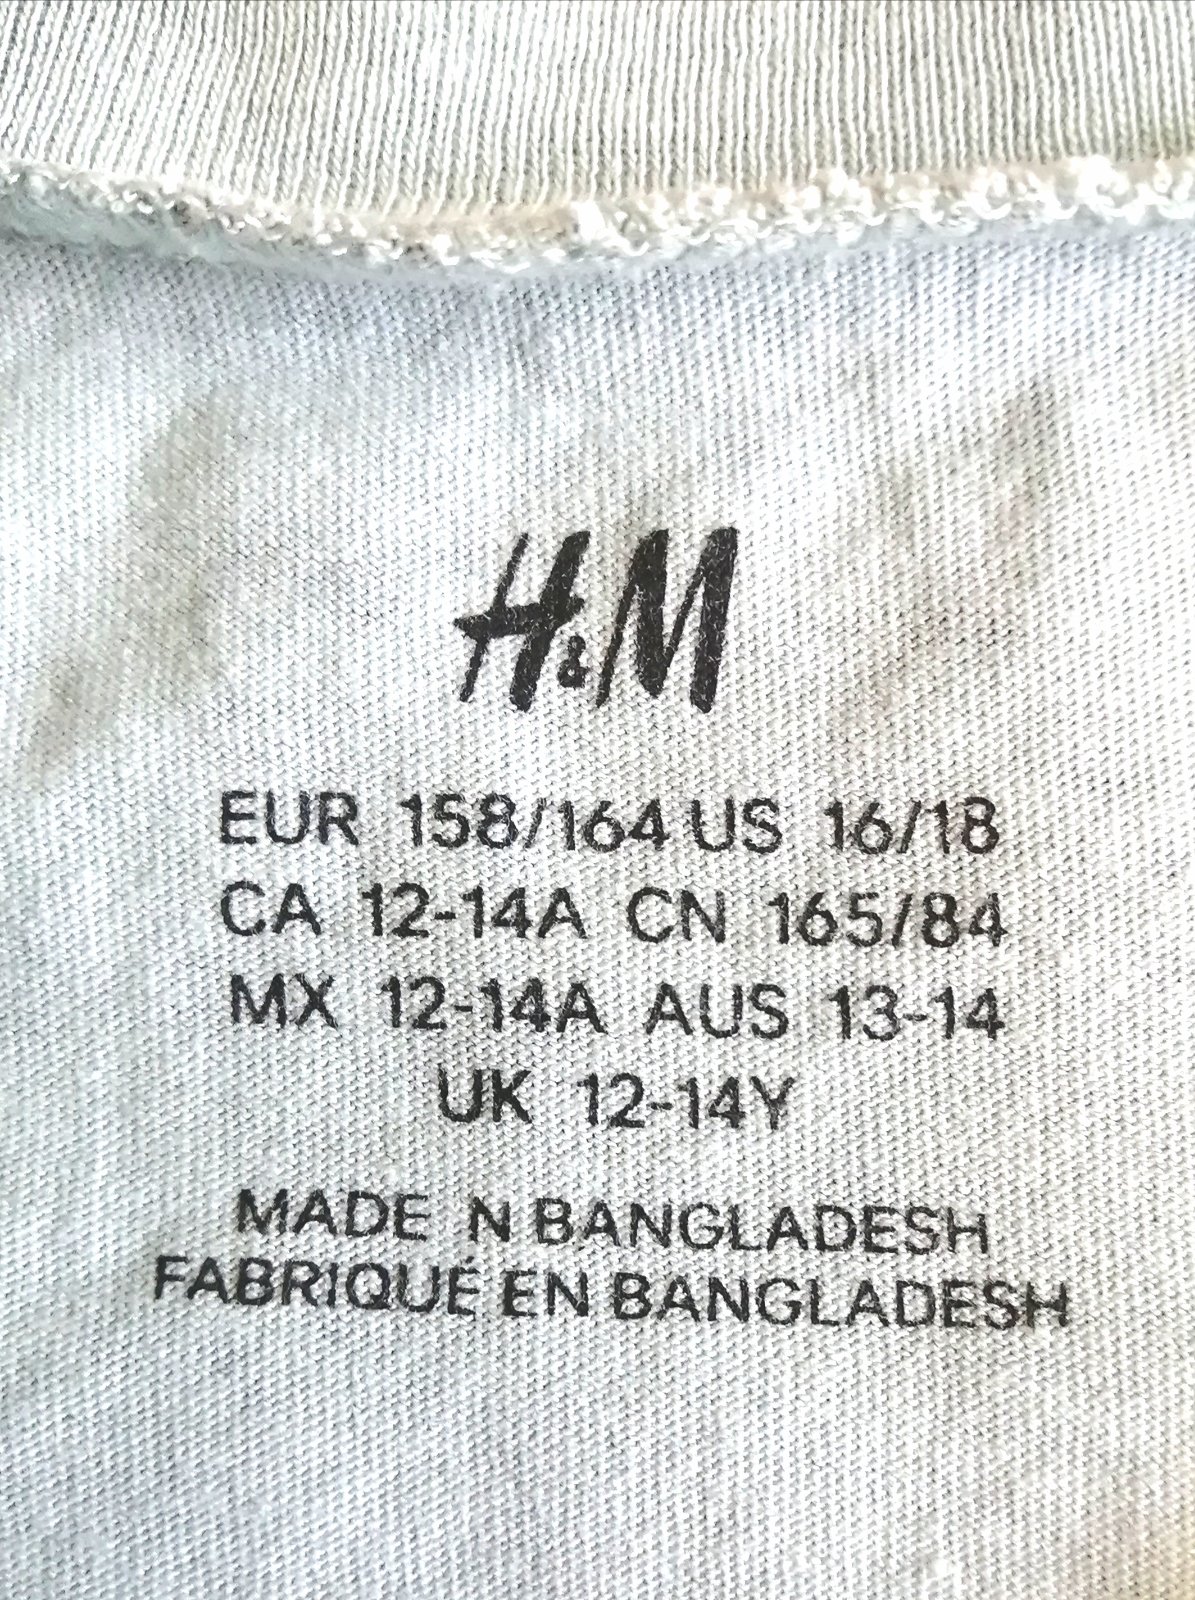 H&M
EUR 158/164 US 16/18
CA 12-14A CN 165/84
MX 12-14A AUS 13-14
UK 12-14Y
MADE N BANGLADESH
FABRIQUÉ EN BANGLADESH